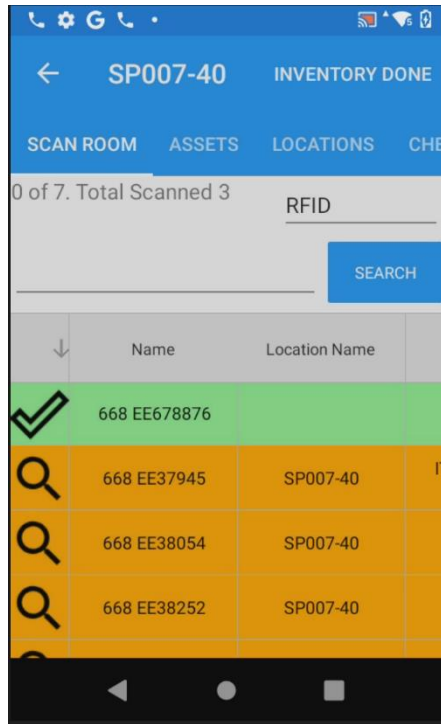 SP007-40 INVENTORY DONE
SCAN ROOM ASSETS LOCATIONS CHE
0 of 7. Total Scanned 3
RFID
SEARCH
Name Location Name
668 EE678876
668 EE37945 SP007-40
668 EE38054 SP007-40
668 EE38252 SP007-40